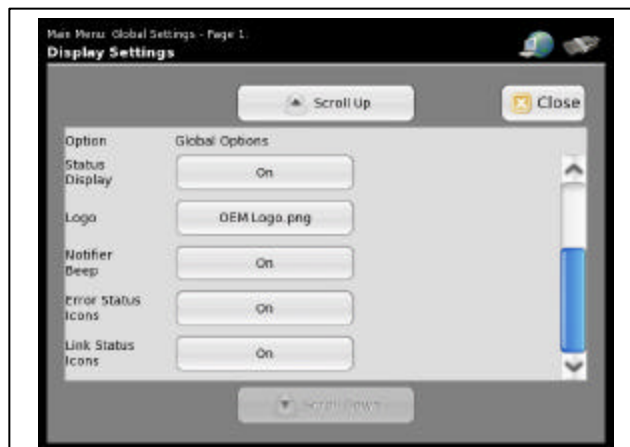 Main Menu: Global Settings - Page 1:
Display Settings
Scroll Up
Close
Option Global Options
Status
Display
On
Logo
OEM Logo.png
Notifier
Beep
On
Error Status
Icons
On
Link Status
Icons
On
Scroll Down